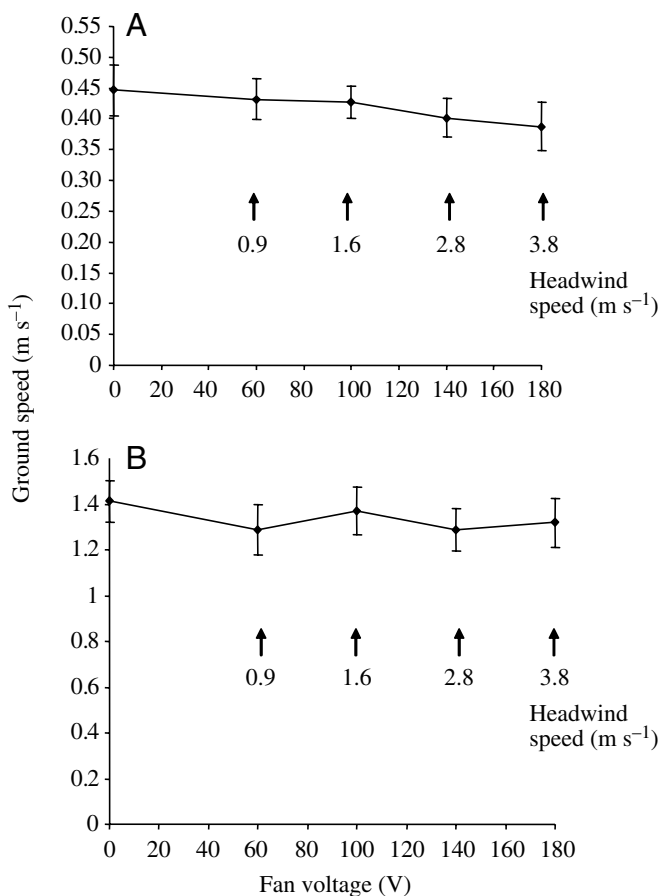 A
0.55
0.50
0.45
0.40
0.35
0.30
0.25
0.20
0.15
0.10
0.05
0
0.9 1.6 2.8 3.8
Headwind
speed (m s–1)
0 20 40 60 80 100 120 140 160 180
Ground speed (m s–1)
B
1.6
1.4
1.2
1
0.8
0.6
0.4
0.2
0
0.9 1.6 2.8 3.8
Headwind
speed (m s–1)
0 20 40 60 80 100 120 140 160 180
Fan voltage (V)